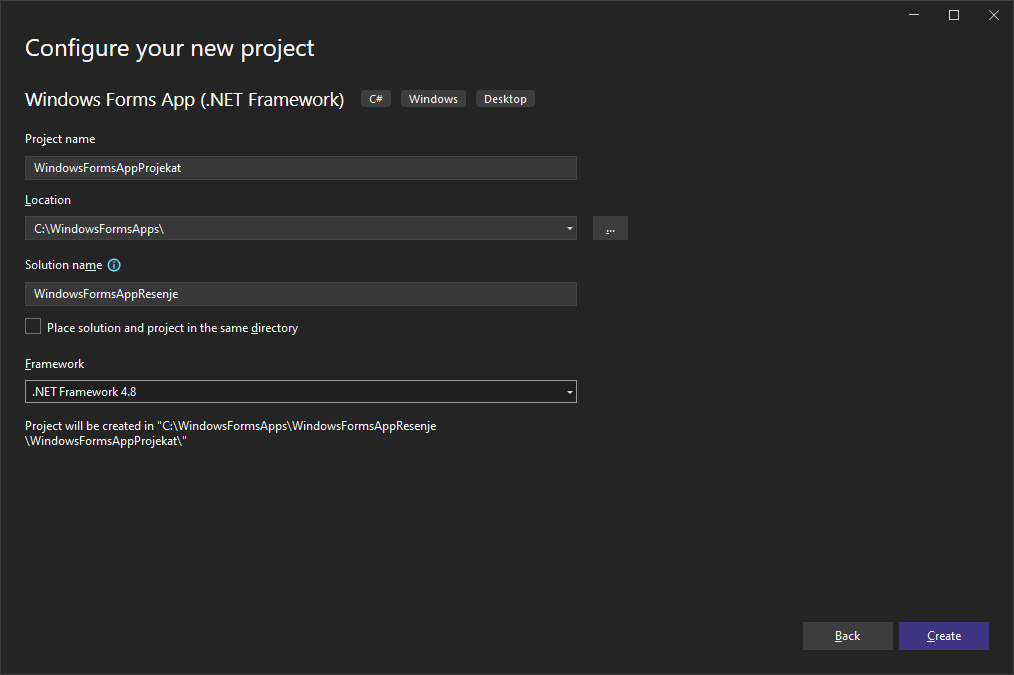 Configure your new project
Windows Forms App (.NET Framework) C# Windows Desktop
Project name
WindowsFormsAppProjekat
Location
C:\WindowsFormsApps\
...
Solution name
WindowsFormsAppResenje
Place solution and project in the same directory
Framework
.NET Framework 4.8
Project will be created in "C:\WindowsFormsApps\WindowsFormsAppResenje
\WindowsFormsAppProjekat\"
Back Create